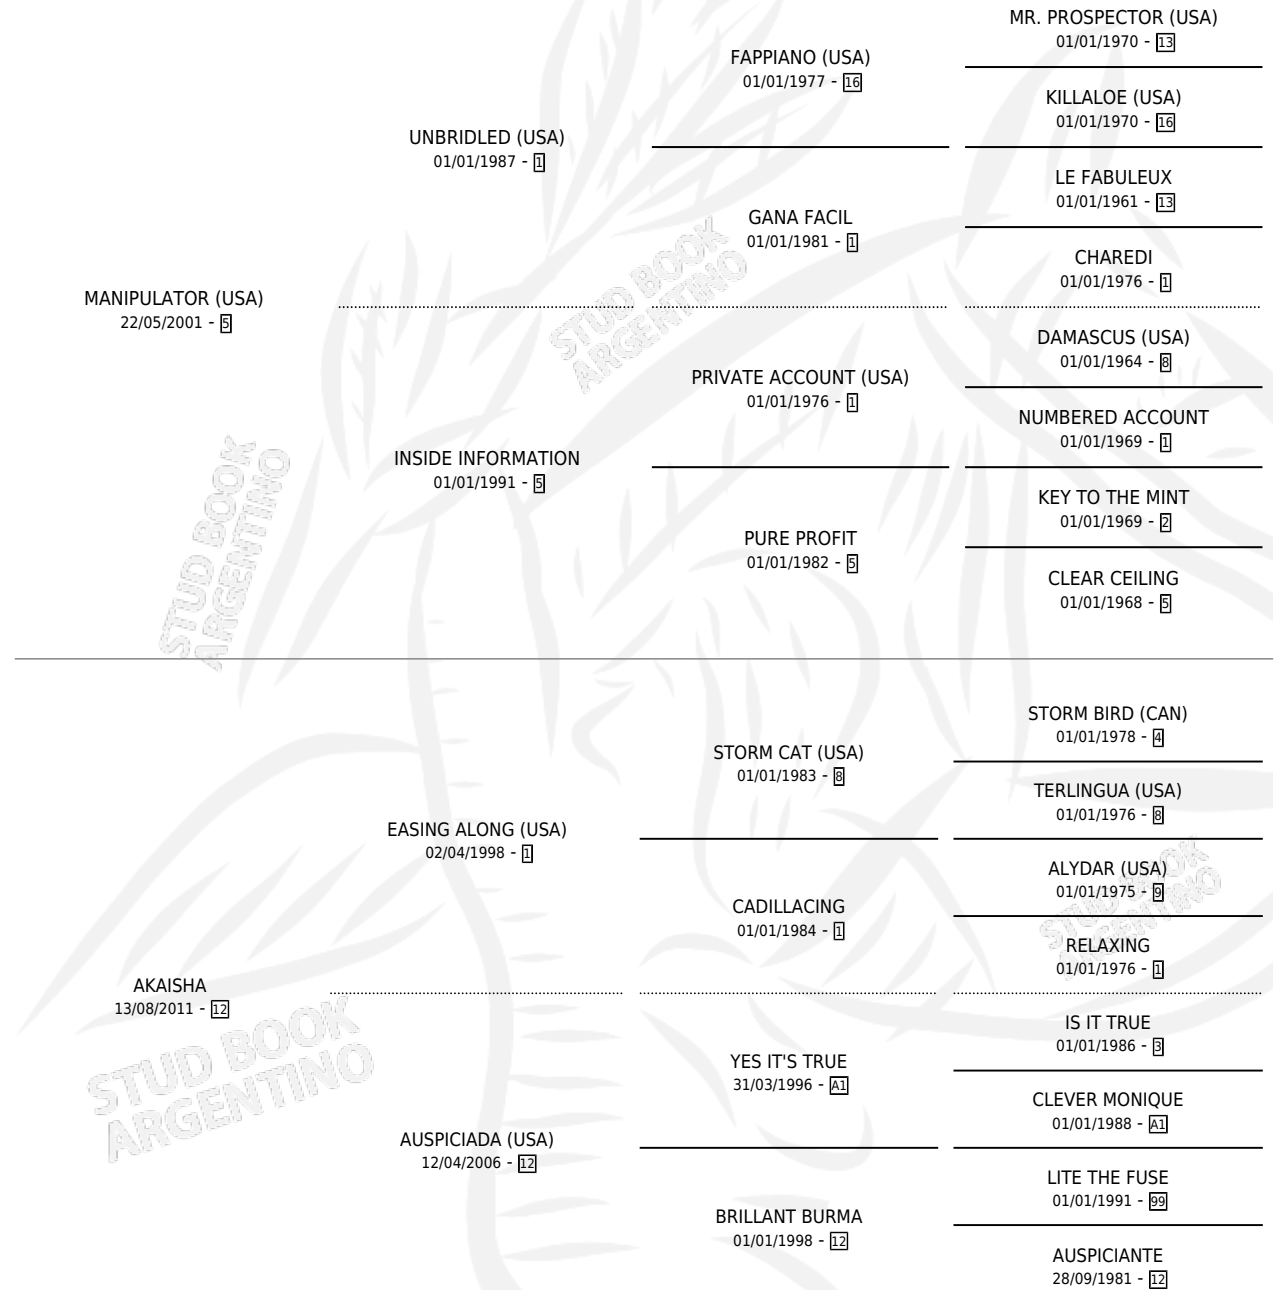 MR. PROSPECTOR (USA)
01/01/1970 - 13
FAPPIANO (USA)
01/01/1977 - 16
KILLALOE (USA)
01/01/1970 - 16
UNBRIDLED (USA)
01/01/1987 - 1
LE FABULEUX
01/01/1961 - 13
GANA FACIL
01/01/1981 - 1
CHAREDI
01/01/1976 - 1
MANIPULATOR (USA)
22/05/2001 - 5
STUD BOOK
ARGENTINO
DAMASCUS (USA)
01/01/1964 - 8
PRIVATE ACCOUNT (USA)
01/01/1976 - 1
NUMBERED ACCOUNT
01/01/1969 - 1
INSIDE INFORMATION
01/01/1991 - 5
KEY TO THE MINT
01/01/1969 - 2
PURE PROFIT
01/01/1982 - 5
CLEAR CEILING
01/01/1968 - 5
STUD BOOK
ARGENTINO
STORM BIRD (CAN)
01/01/1978 - 4
STORM CAT (USA)
01/01/1983 - 8
TERLINGUA (USA)
01/01/1976 - 8
EASING ALONG (USA)
02/04/1998 - 1
ALYDAR (USA)
01/01/1975 - 9
CADILLACING
01/01/1984 - 1
STUD BOOK
ARGENTINO
RELAXING
01/01/1976 - 1
AKAISHA
13/08/2011 - 12
IS IT TRUE
01/01/1986 - 3
YES IT'S TRUE
31/03/1996 - A1
STUD BOOK
ARGENTINO
CLEVER MONIQUE
01/01/1988 - A1
AUSPICIADA (USA)
12/04/2006 - 12
LITE THE FUSE
01/01/1991 - 99
BRILLANT BURMA
01/01/1998 - 12
AUSPICIANTE
28/09/1981 - 12